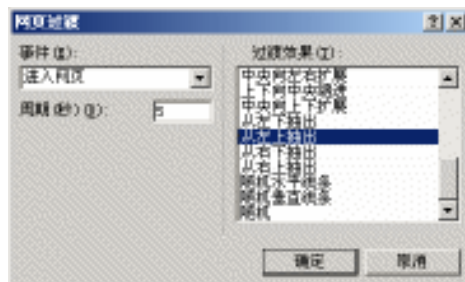 网页过渡
事件(E):
进入网页
周期(秒)(D):
5
过渡效果(T):
中央向左右扩展
上下向中央缩进
中央向上下扩展
从左下抽出
从左上抽出
从右下抽出
从右上抽出
随机水平线条
随机垂直线条
随机
确定
取消